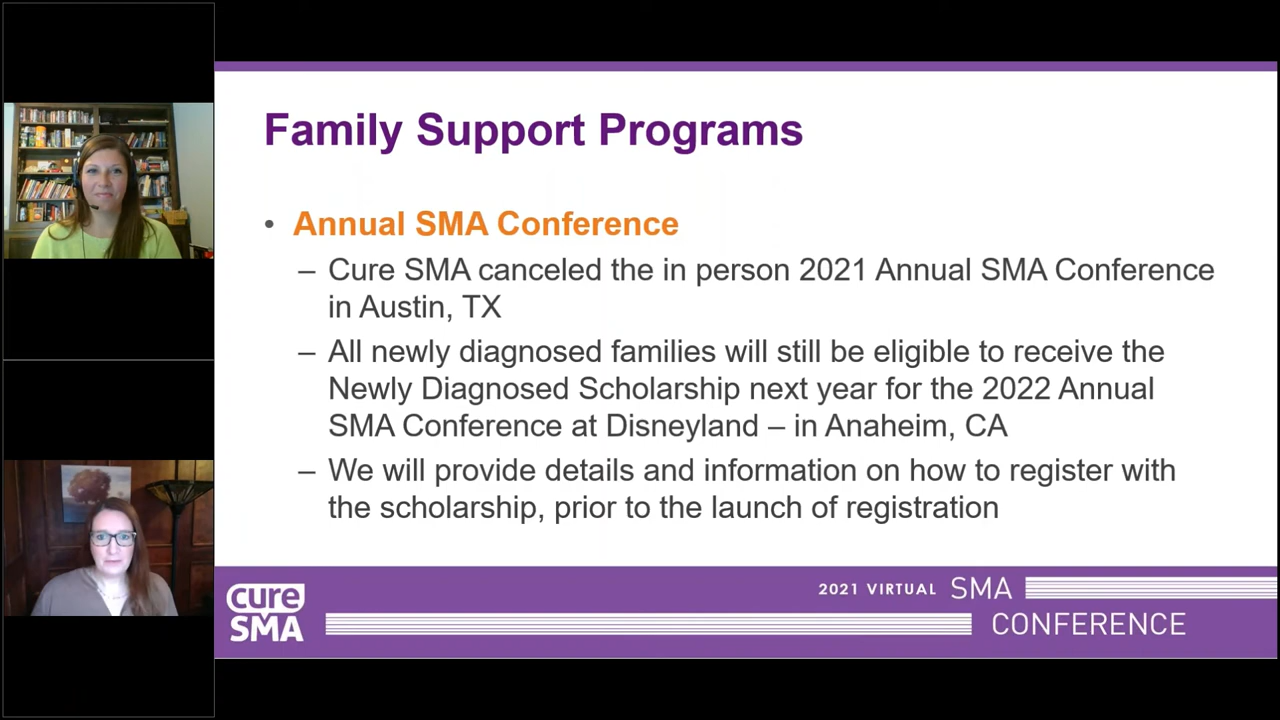 Family Support Programs
• Annual SMA Conference
– Cure SMA canceled the in person 2021 Annual SMA Conference
in Austin, TX
– All newly diagnosed families will still be eligible to receive the
Newly Diagnosed Scholarship next year for the 2022 Annual
SMA Conference at Disneyland – in Anaheim, CA
– We will provide details and information on how to register with
the scholarship, prior to the launch of registration
cure
SMA
2021 VIRTUAL SMA
CONFERENCE